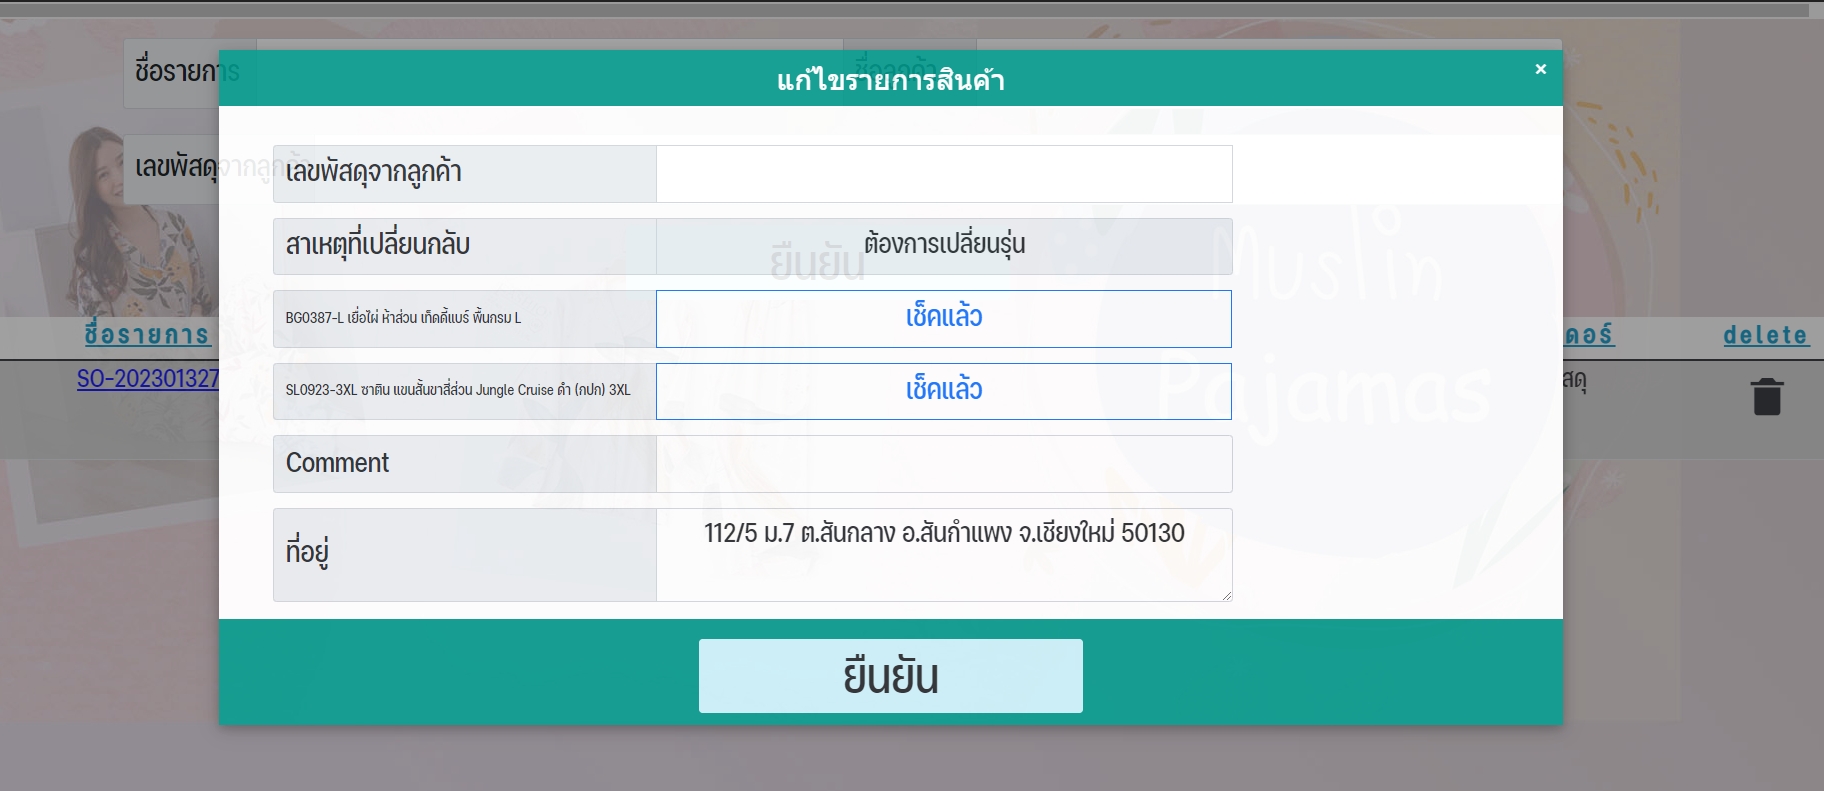 ชื่อรายการ
ชื่อลูกค้า
แก้ไขรายการสินค้า
×
เลขพัสดุจากลูกค้า
เลขพัสดุจากลูกค้า
สาเหตุที่เปลี่ยนกลับ
ต้องการเปลี่ยนรุ่น
ยืนยัน
Muslin
Pajamas
BG0387-L เยื่อไผ่ ห้าส่วน เท็ดดี้แบร์ พื้นกรม L
เช็คแล้ว
ชื่อรายการ
ดอร์
delete
SO-202301327
สดุ
SL0923-3XL ซาติน แขนสั้นขาสี่ส่วน Jungle Cruise ดำ (กปก) 3XL
เช็คแล้ว
Comment
ที่อยู่
112/5 ม.7 ต.สันกลาง อ.สันกำแพง จ.เชียงใหม่ 50130
ยืนยัน